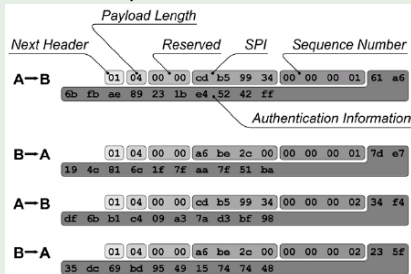 Payload Length
Next Header Reserved SPI Sequence Number
A→B 01 04 00 00 cd b5 99 34 00 00 00 01 61 a6
6b fb ae 89 23 1b e4 52 42 ff
Authentication Information
B→A 01 04 00 00 a6 be 2c 00 00 00 00 01 7d e7
19 4c 81 6c 1f 7f aa 7f 51 ba
A→B 01 04 00 00 cd b5 99 34 00 00 00 02 34 f4
df 6b b1 c4 09 a3 7a d3 bf 98
B→A 01 04 00 00 a6 be 2c 00 00 00 00 02 23 5f
35 dc 69 bd 95 49 15 74 74 48